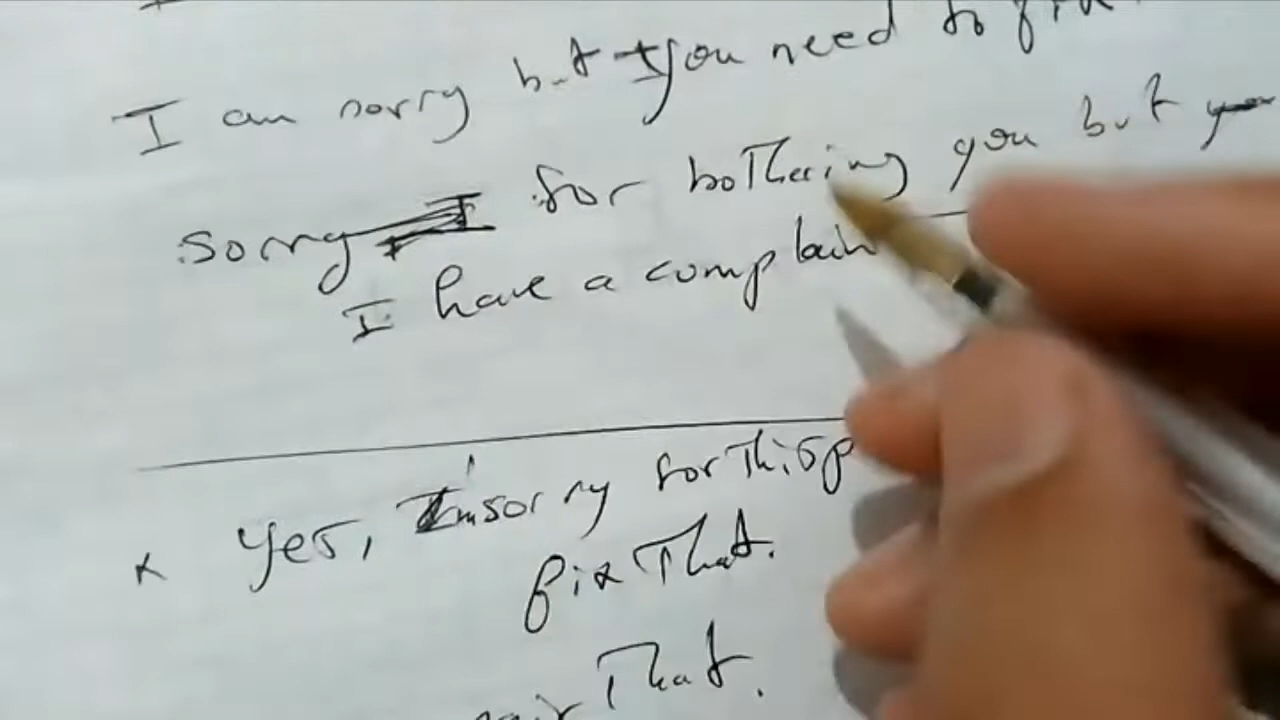 I am sorry but you need to fix
sorry for bothering you but
I have a complain
Yes, I'm sorry for this
fix that.
that.